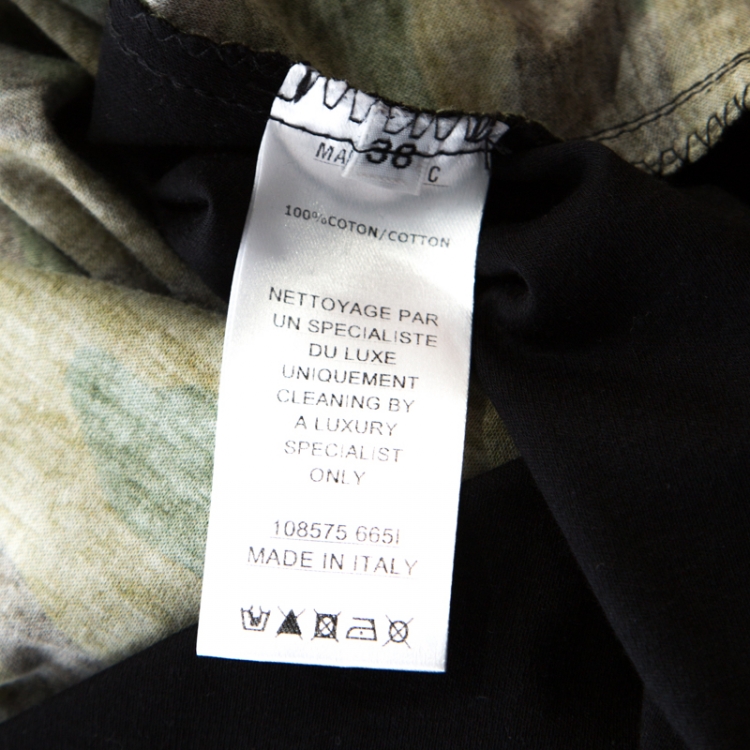 MA 38 C
100%COTON/COTTON
NETTOYAGE PAR
UN SPECIALISTE
DU LUXE
UNIQUEMENT
CLEANING BY
A LUXURY
SPECIALIST
ONLY
108575 665I
MADE IN ITALY